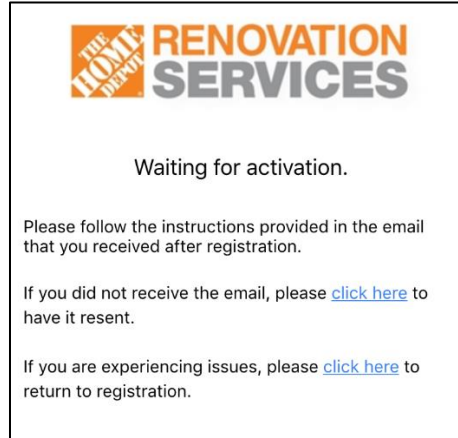 THE HOME DEPOT
RENOVATION
SERVICES
Waiting for activation.
Please follow the instructions provided in the email
that you received after registration.
If you did not receive the email, please click here to
have it resent.
If you are experiencing issues, please click here to
return to registration.